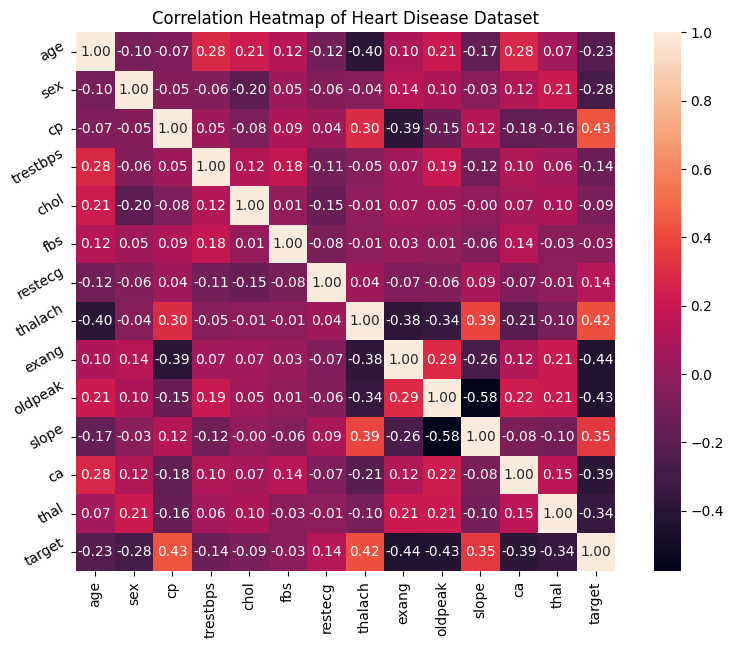 Correlation Heatmap of Heart Disease Dataset
age 1.00 -0.10 -0.07 0.28 0.21 0.12 -0.12 -0.40 0.10 0.21 -0.17 0.28 0.07 -0.23
sex -0.10 1.00 -0.05 -0.06 -0.20 0.05 -0.06 -0.04 0.14 0.10 -0.03 0.12 0.21 -0.28
cp -0.07 -0.05 1.00 0.05 -0.08 0.09 0.04 0.30 -0.39 -0.15 0.12 -0.18 -0.16 0.43
trestbps 0.28 -0.06 0.05 1.00 0.12 0.18 -0.11 -0.05 0.07 0.19 -0.12 0.10 0.06 -0.14
chol 0.21 -0.20 -0.08 0.12 1.00 0.01 -0.15 -0.01 0.07 0.05 -0.00 0.07 0.10 -0.09
fbs 0.12 0.05 0.09 0.18 0.01 1.00 -0.08 -0.01 0.03 0.01 -0.06 0.14 -0.03 -0.03
restecg -0.12 -0.06 0.04 -0.11 -0.15 -0.08 1.00 0.04 -0.07 -0.06 0.09 -0.07 -0.01 0.14
thalach -0.40 -0.04 0.30 -0.05 -0.01 -0.01 0.04 1.00 -0.38 -0.34 0.39 -0.21 -0.10 0.42
exang 0.10 0.14 -0.39 0.07 0.07 0.03 -0.07 -0.38 1.00 0.29 -0.26 0.12 0.21 -0.44
oldpeak 0.21 0.10 -0.15 0.19 0.05 0.01 -0.06 -0.34 0.29 1.00 -0.58 0.22 0.21 -0.43
slope -0.17 -0.03 0.12 -0.12 -0.00 -0.06 0.09 0.39 -0.26 -0.58 1.00 -0.08 -0.10 0.35
ca 0.28 0.12 -0.18 0.10 0.07 0.14 -0.07 -0.21 0.12 0.22 -0.08 1.00 0.15 -0.39
thal 0.07 0.21 -0.16 0.06 0.10 -0.03 -0.01 -0.10 0.21 0.21 -0.10 0.15 1.00 -0.34
target -0.23 -0.28 0.43 -0.14 -0.09 -0.03 0.14 0.42 -0.44 -0.43 0.35 -0.39 -0.34 1.00
age sex cp trestbps chol fbs restecg thalach exang oldpeak slope ca thal target
1.0
0.8
0.6
0.4
0.2
0.0
−0.2
−0.4